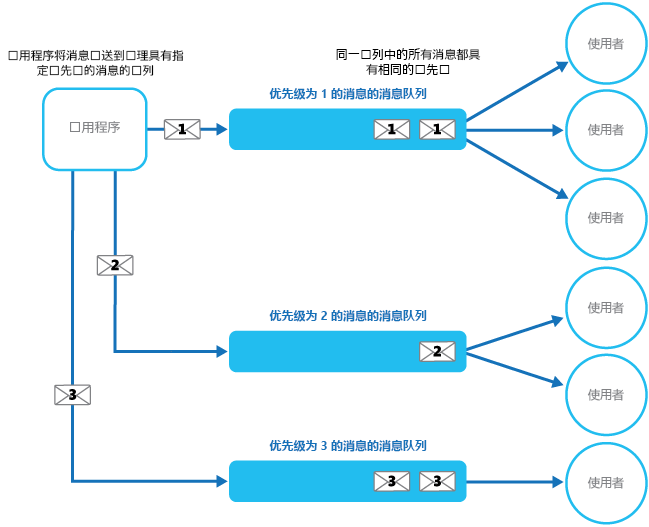 □用程序将消息□送到□理具有指
定□先□的消息的□列
同一□列中的所有消息都具
有相同的□先□
使用者
优先级为 1 的消息的消息队列
□用程序
1
1
1
使用者
使用者
2
优先级为 2 的消息的消息队列
使用者
2
使用者
3
优先级为 3 的消息的消息队列
3
3
使用者